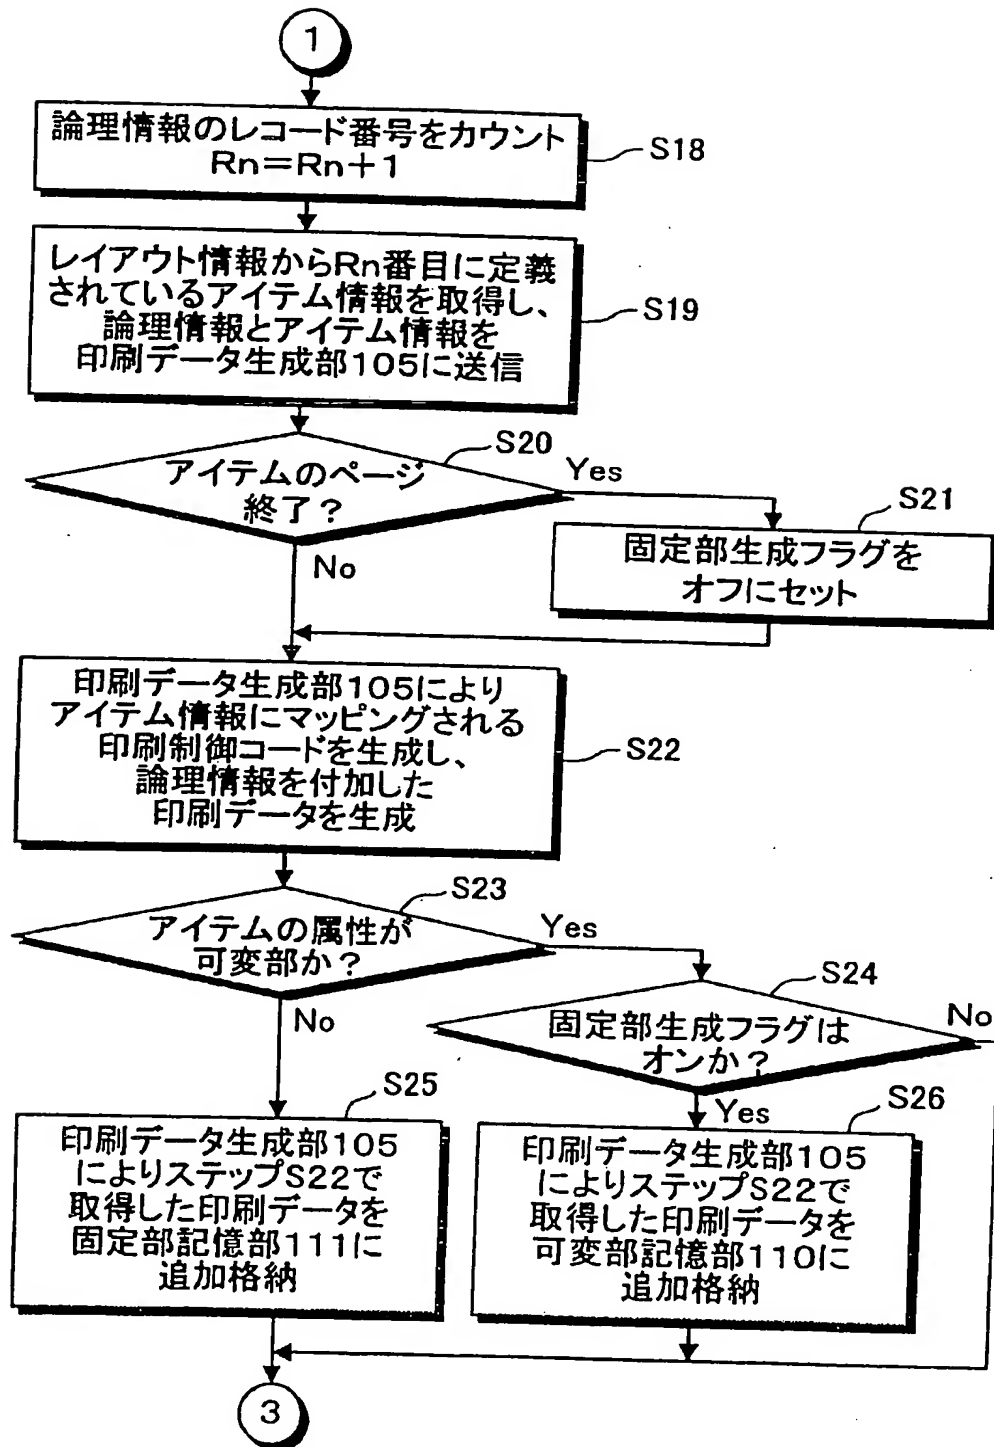 1
論理情報のレコード番号をカウント
Rn=Rn+1
S18
レイアウト情報からRn番目に定義
されているアイテム情報を取得し、
論理情報とアイテム情報を
印刷データ生成部105に送信
S19
アイテムのページ
終了?
S20
Yes
No
固定部生成フラグを
オフにセット
S21
印刷データ生成部105により
アイテム情報にマッピングされる
印刷制御コードを生成し、
論理情報を付加した
印刷データを生成
S22
アイテムの属性が
可変部か?
S23
Yes
No
固定部生成フラグは
オンか?
S24
No
Yes
印刷データ生成部105
によりステップS22で
取得した印刷データを
固定部記憶部111に
追加格納
S25
印刷データ生成部105
によりステップS22で
取得した印刷データを
可変部記憶部110に
追加格納
S26
3